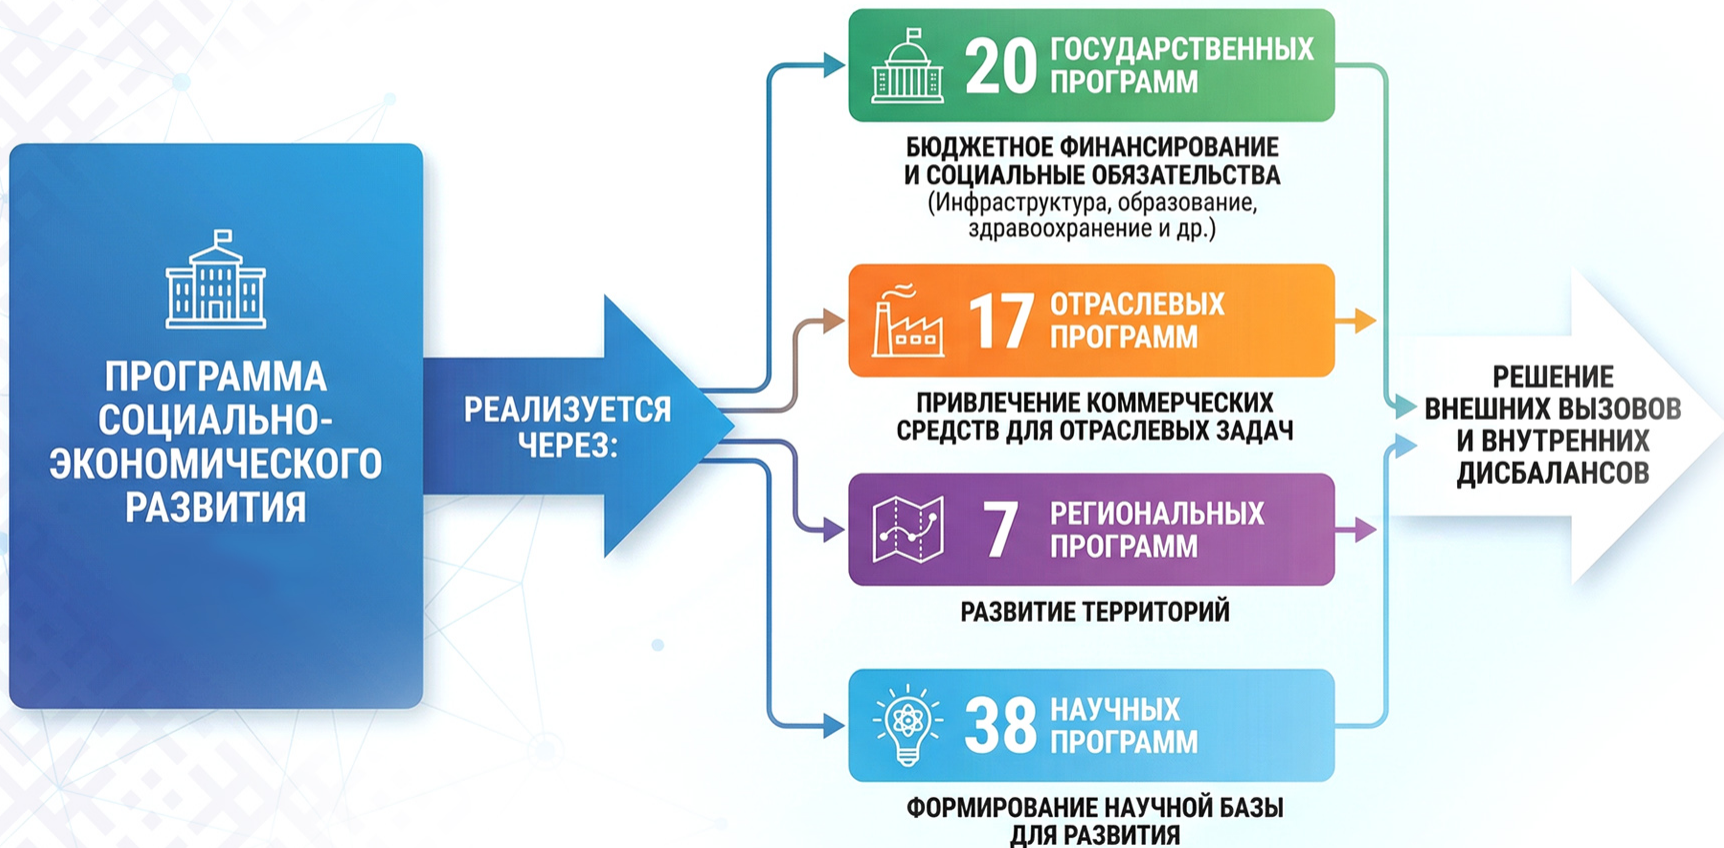 ПРОГРАММА
СОЦИАЛЬНО-
ЭКОНОМИЧЕСКОГО
РАЗВИТИЯ
РЕАЛИЗУЕТСЯ
ЧЕРЕЗ:
20 ГОСУДАРСТВЕННЫХ
ПРОГРАММ
БЮДЖЕТНОЕ ФИНАНСИРОВАНИЕ
И СОЦИАЛЬНЫЕ ОБЯЗАТЕЛЬСТВА
(Инфраструктура, образование,
здравоохранение и др.)
17 ОТРАСЛЕВЫХ
ПРОГРАММ
ПРИВЛЕЧЕНИЕ КОММЕРЧЕСКИХ
СРЕДСТВ ДЛЯ ОТРАСЛЕВЫХ ЗАДАЧ
7 РЕГИОНАЛЬНЫХ
ПРОГРАММ
РАЗВИТИЕ ТЕРРИТОРИЙ
38 НАУЧНЫХ
ПРОГРАММ
ФОРМИРОВАНИЕ НАУЧНОЙ БАЗЫ
ДЛЯ РАЗВИТИЯ
РЕШЕНИЕ
ВНЕШНИХ ВЫЗОВОВ
И ВНУТРЕННИХ
ДИСБАЛАНСОВ